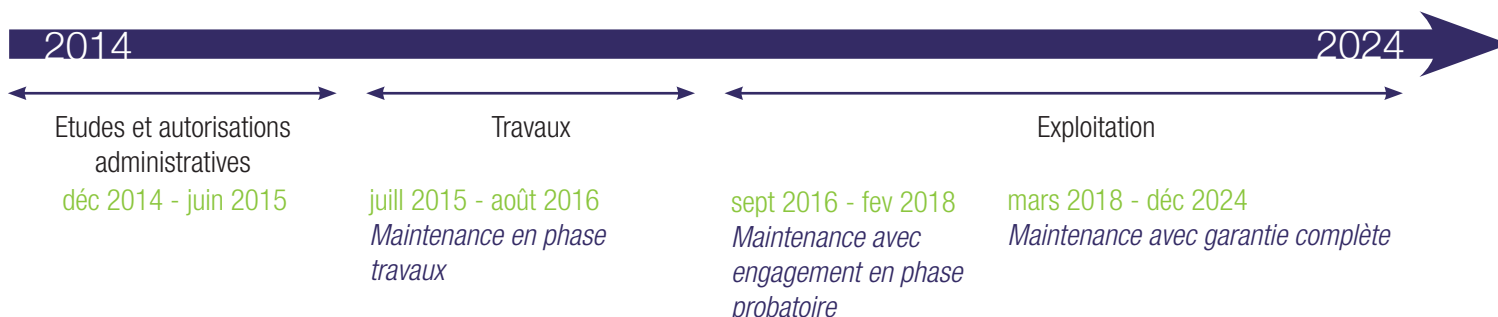 2014 2024
Etudes et autorisations
administratives
déc 2014 - juin 2015
Travaux
juill 2015 - août 2016
Maintenance en phase
travaux
Exploitation
sept 2016 - fev 2018
Maintenance avec
engagement en phase
probatoire
mars 2018 - déc 2024
Maintenance avec garantie complète